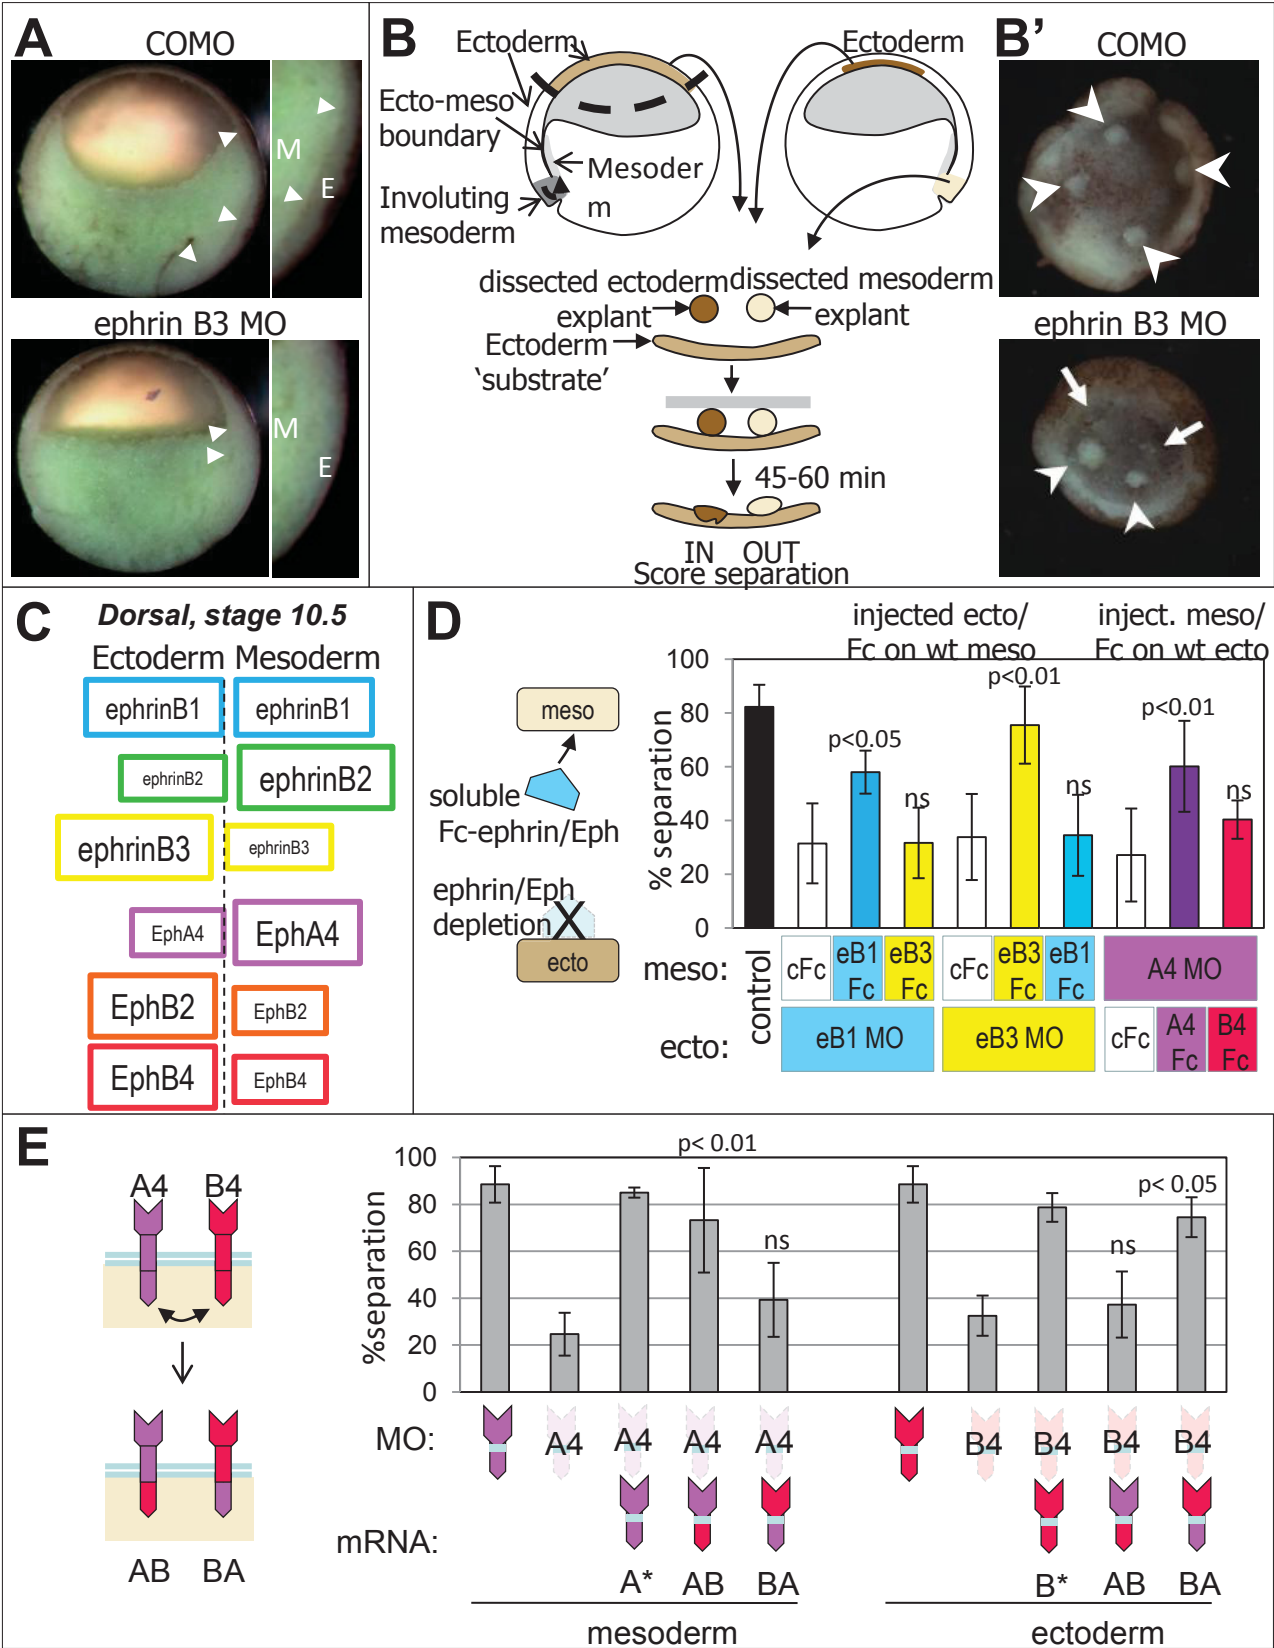 A
COMO
M
E
ephrin B3 MO
M
E
B
Ectoderm
Ectoderm
Ecto-meso
boundary
Mesoder
m
Involuting
mesoderm
dissected ectoderm
explant
dissected mesoderm
explant
Ectoderm
‘substrate’
45-60 min
IN OUT
Score separation
B’
COMO
ephrin B3 MO
C
Dorsal, stage 10.5
Ectoderm Mesoderm
ephrinB1 ephrinB1
ephrinB2 ephrinB2
ephrinB3 ephrinB3
EphA4 EphA4
EphB2 EphB2
EphB4 EphB4
D
meso
soluble
Fc-ephrin/Eph
ephrin/Eph
depletion
X
ecto
injected ecto/
Fc on wt meso
inject. meso/
Fc on wt ecto
% separation
100
80
60
40
20
0
p<0.05
ns
p<0.01
ns
p<0.01
ns
control
meso:
cFc
eB1
Fc
eB3
Fc
cFc
eB3
Fc
eB1
Fc
A4 MO
ecto:
eB1 MO
eB3 MO
cFc
A4
Fc
B4
Fc
E
A4 B4
AB BA
%separation
100
80
60
40
20
0
p< 0.01
ns
ns
p< 0.05
MO:
A4 A4 A4 A4
B4 B4 B4 B4
mRNA:
A* AB BA
B* AB BA
mesoderm
ectoderm